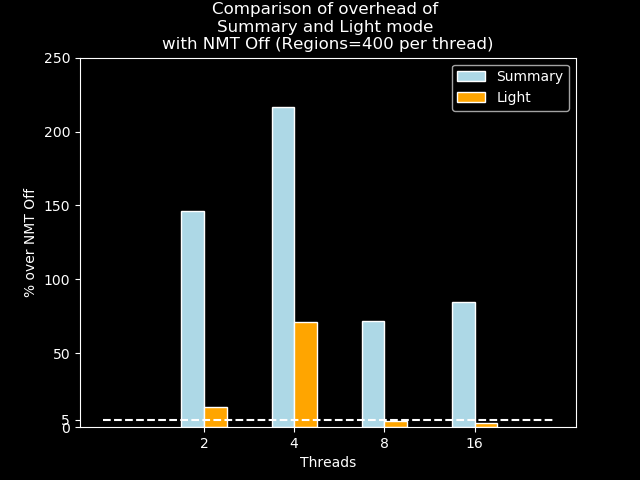 Comparison of overhead of
Summary and Light mode
with NMT Off (Regions=400 per thread)
250
200
150
100
50
5
0
% over NMT Off
Summary
Light
2 4 8 16
Threads